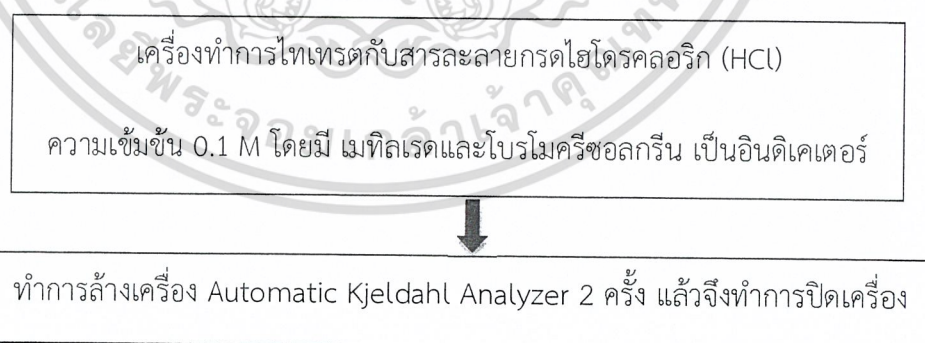 เครื่องทำการไทเทรตกับสารละลายกรดไฮโดรคลอริก (HCl)
ความเข้มข้น 0.1 M โดยมี เมทิลเรดและโบรโมครีซอลกรีน เป็นอินดิเคเตอร์
ทำการล้างเครื่อง Automatic Kjeldahl Analyzer 2 ครั้ง แล้วจึงทำการปิดเครื่อง